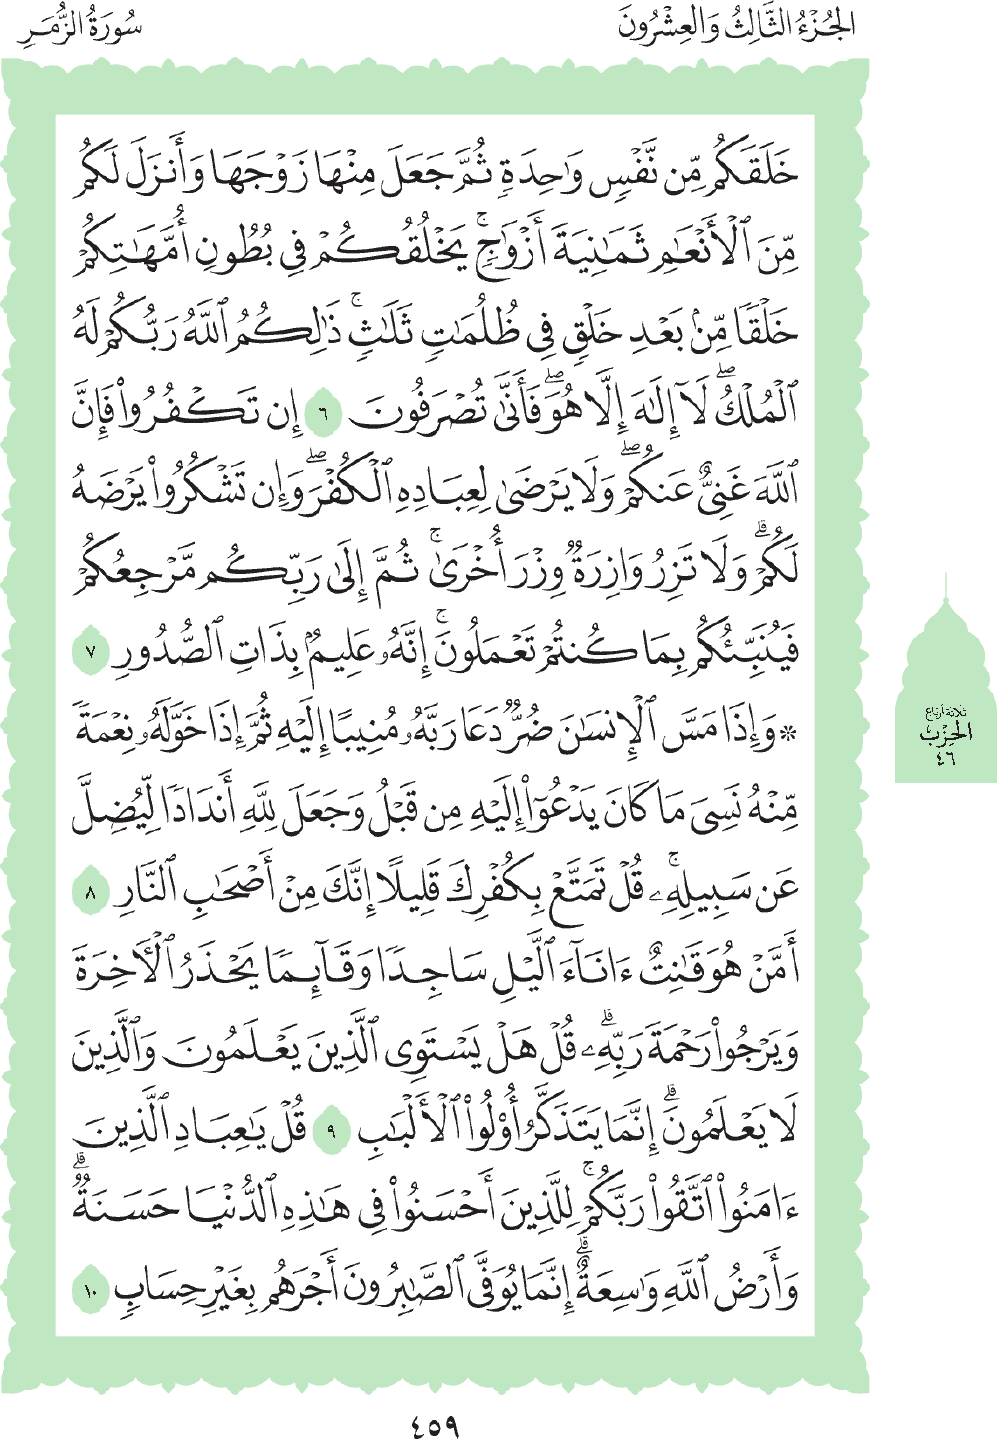 الجُزْءُ الثَّالِثُ وَالعِشْرُونَ
سُورَةُ الزُّمَرِ
خَلَقَكُم مِّن نَّفْسٍ وَٰحِدَةٍ ثُمَّ جَعَلَ مِنْهَا زَوْجَهَا وَأَنزَلَ لَكُم
مِّنَ ٱلْأَنْعَٰمِ ثَمَٰنِيَةَ أَزْوَٰجٍ ۚ يَخْلُقُكُمْ فِي بُطُونِ أُمَّهَٰتِكُمْ
خَلْقًا مِّنۢ بَعْدِ خَلْقٍ فِي ظُلُمَٰتٍ ثَلَٰثٍ ۚ ذَٰلِكُمُ ٱللَّهُ رَبُّكُمْ لَهُ
ٱلْمُلْكُ ۖ لَآ إِلَٰهَ إِلَّا هُوَ ۖ فَأَنَّىٰ تُصْرَفُونَ ٦ إِن تَكْفُرُوا۟ فَإِنَّ
ٱللَّهَ غَنِيٌّ عَنكُمْ ۖ وَلَا يَرْضَىٰ لِعِبَادِهِ ٱلْكُفْرَ ۖ وَإِن تَشْكُرُوا۟ يَرْضَهُ
لَكُمْ ۗ وَلَا تَزِرُ وَازِرَةٌ وِزْرَ أُخْرَىٰ ۚ ثُمَّ إِلَىٰ رَبِّكُم مَّرْجِعُكُمْ
فَيُنَبِّئُكُم بِمَا كُنتُمْ تَعْمَلُونَ ۚ إِنَّهُۥ عَلِيمٌۢ بِذَاتِ ٱلصُّدُورِ ٧
۞ وَإِذَا مَسَّ ٱلْإِنسَٰنَ ضُرٌّ دَعَا رَبَّهُۥ مُنِيبًا إِلَيْهِ ثُمَّ إِذَا خَوَّلَهُۥ نِعْمَةً
مِّنْهُ نَسِيَ مَا كَانَ يَدْعُوٓا۟ إِلَيْهِ مِن قَبْلُ وَجَعَلَ لِلَّهِ أَندَادًا لِّيُضِلَّ
عَن سَبِيلِهِۦ ۚ قُلْ تَمَتَّعْ بِكُفْرِكَ قَلِيلًا إِنَّكَ مِنْ أَصْحَٰبِ ٱلنَّارِ ٨
أَمَّنْ هُوَ قَٰنِتٌ ءَانَآءَ ٱلَّيْلِ سَاجِدًا وَقَآئِمًا يَحْذَرُ ٱلْءَاخِرَةَ
وَيَرْجُوا۟ رَحْمَةَ رَبِّهِۦ ۗ قُلْ هَلْ يَسْتَوِي ٱلَّذِينَ يَعْلَمُونَ وَٱلَّذِينَ
لَا يَعْلَمُونَ ۗ إِنَّمَا يَتَذَكَّرُ أُو۟لُوا۟ ٱلْأَلْبَٰبِ ٩ قُلْ يَٰعِبَادِ ٱلَّذِينَ
ءَامَنُوا۟ ٱتَّقُوا۟ رَبَّكُمْ ۚ لِلَّذِينَ أَحْسَنُوا۟ فِي هَٰذِهِ ٱلدُّنْيَا حَسَنَةٌ ۗ
وَأَرْضُ ٱللَّهِ وَٰسِعَةٌ ۗ إِنَّمَا يُوَفَّى ٱلصَّٰبِرُونَ أَجْرَهُم بِغَيْرِ حِسَابٍ ١٠
ثلاثة أرباع
الحِزْب
٤٦
٤٥٩